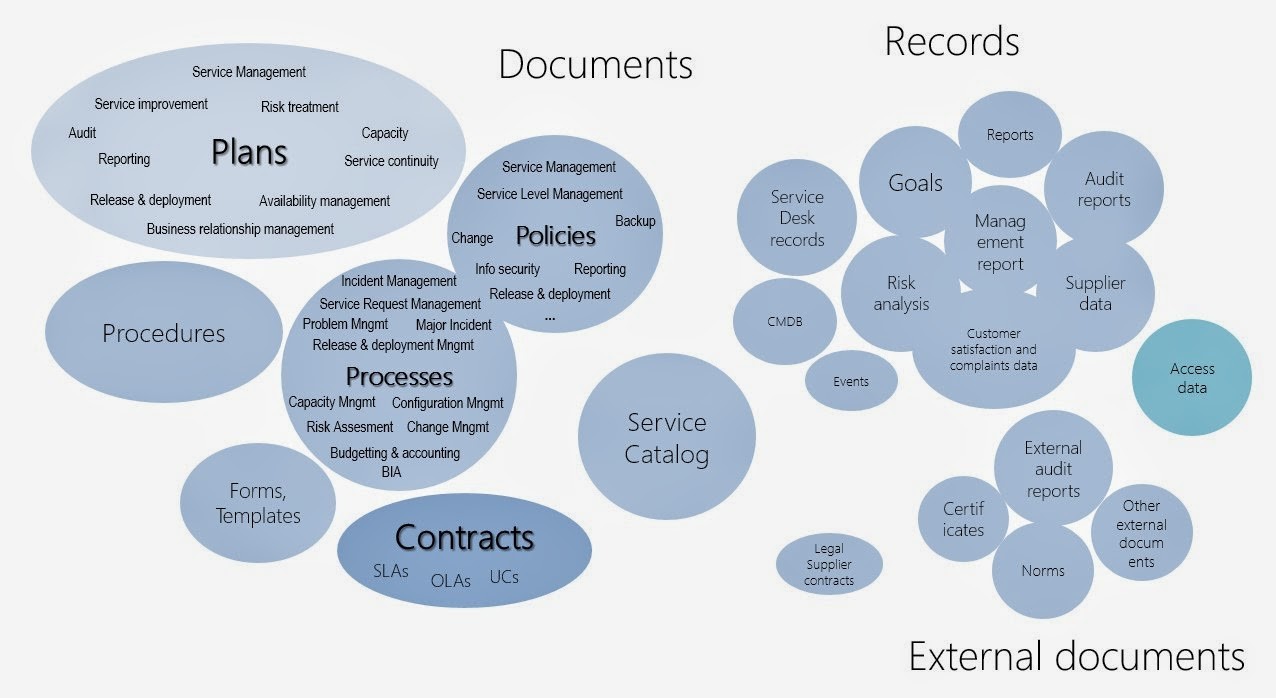 Documents
Records
Service Management
Service improvement
Risk treatment
Audit
Capacity
Reporting
Plans
Service continuity
Release & deployment
Availability management
Business relationship management
Service Management
Service Level Management
Backup
Change
Policies
Info security
Reporting
Release & deployment
...
Procedures
Incident Management
Service Request Management
Problem Mngmt
Major Incident
Release & deployment Mngmt
Processes
Capacity Mngmt
Configuration Mngmt
Risk Assesment
Change Mngmt
Budgetting & accounting
BIA
Forms,
Templates
Contracts
SLAs
OLAs
UCs
Service
Catalog
Reports
Goals
Audit
reports
Service
Desk
records
Manag
ement
report
Risk
analysis
Supplier
data
CMDB
Customer
satisfaction and
complaints data
Events
Access
data
External
audit
reports
Certif
icates
Other
external
docum
ents
Norms
Legal
Supplier
contracts
External documents